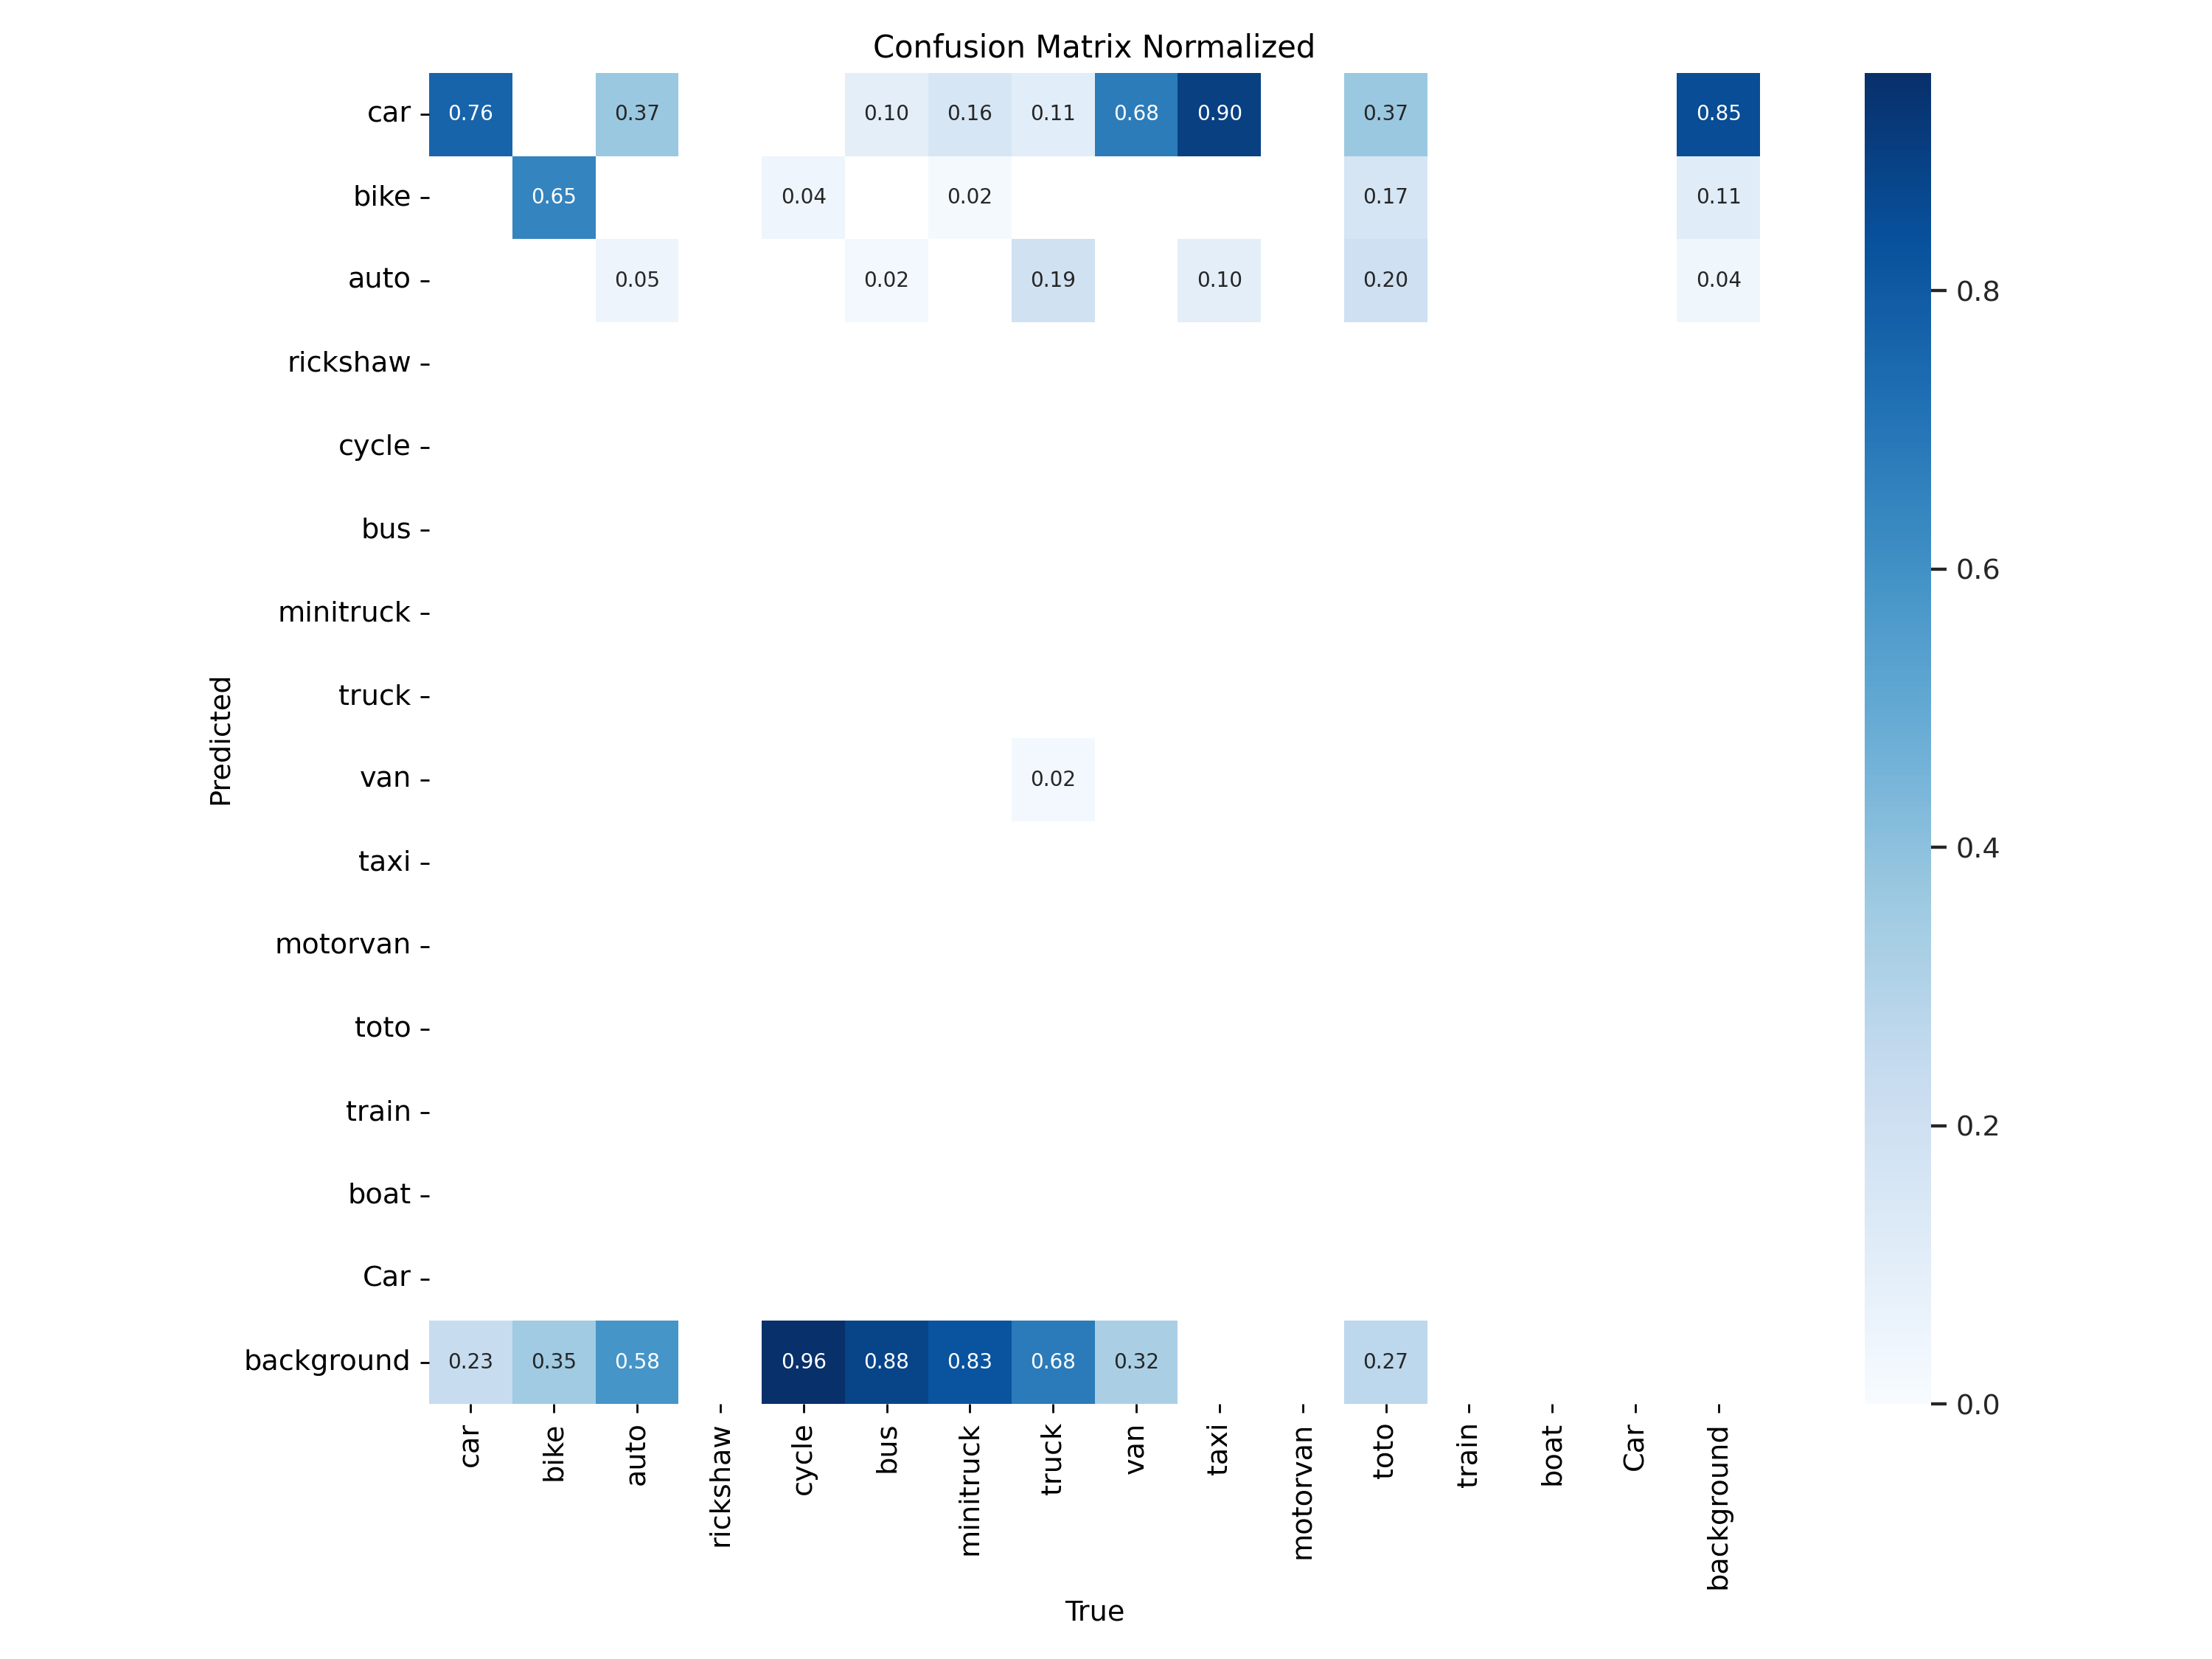 Confusion Matrix Normalized
car 0.76 0.37 0.10 0.16 0.11 0.68 0.90 0.37 0.85
bike 0.65 0.04 0.02 0.17 0.11
auto 0.05 0.02 0.19 0.10 0.20 0.04
rickshaw
cycle
bus
minitruck
truck
van 0.02
taxi
motorvan
toto
train
boat
Car
background 0.23 0.35 0.58 0.96 0.88 0.83 0.68 0.32 0.27
Predicted
car bike auto rickshaw cycle bus minitruck truck van taxi motorvan toto train boat Car background
True
0.8
0.6
0.4
0.2
0.0